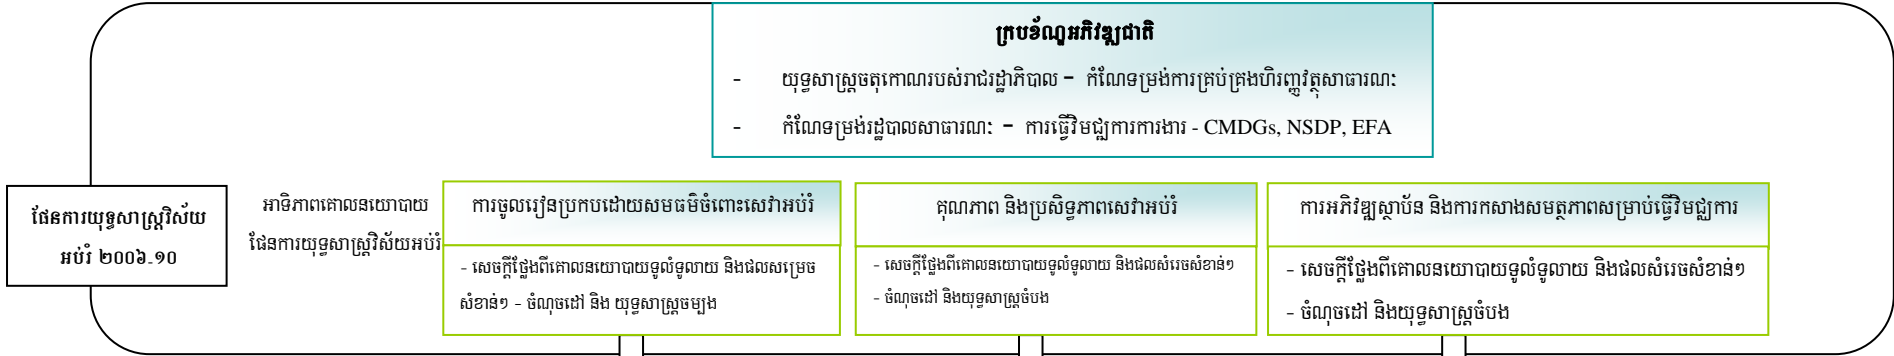 ក្របខ័ណ្ឌអភិវឌ្ឍជាតិ
- យុទ្ធសាស្ត្រចតុកោណរបស់រាជរដ្ឋាភិបាល – កំណែទម្រង់ការគ្រប់គ្រងហិរញ្ញវត្ថុសាធារណៈ
- កំណែទម្រង់រដ្ឋបាលសាធារណៈ – ការធ្វើវិមជ្ឈការការងារ - CMDGs, NSDP, EFA
ផែនការយុទ្ធសាស្ត្រវិស័យ
អប់រំ ២០០៦-១០
អាទិភាពគោលនយោបាយ
ផែនការយុទ្ធសាស្ត្រវិស័យអប់រំ
ការចូលរៀនប្រកបដោយសមធម៌ចំពោះសេវាអប់រំ
- សេចក្តីថ្លែងពីគោលនយោបាយទូលំទូលាយ និងផលសម្រេច
សំខាន់ៗ - ចំណុចដៅ និង យុទ្ធសាស្ត្រចម្បង
គុណភាព និងប្រសិទ្ធភាពសេវាអប់រំ
- សេចក្តីថ្លែងពីគោលនយោបាយទូលំទូលាយ និងផលសំរេចសំខាន់ៗ
- ចំណុចដៅ និងយុទ្ធសាស្ត្រចំបង
ការអភិវឌ្ឍស្ថាប័ន និងការកសាងសមត្ថភាពសម្រាប់ធ្វើវិមជ្ឈការ
- សេចក្តីថ្លែងពីគោលនយោបាយទូលំទូលាយ និងផលសំរេចសំខាន់ៗ
- ចំណុចដៅ និងយុទ្ធសាស្ត្រចំបង